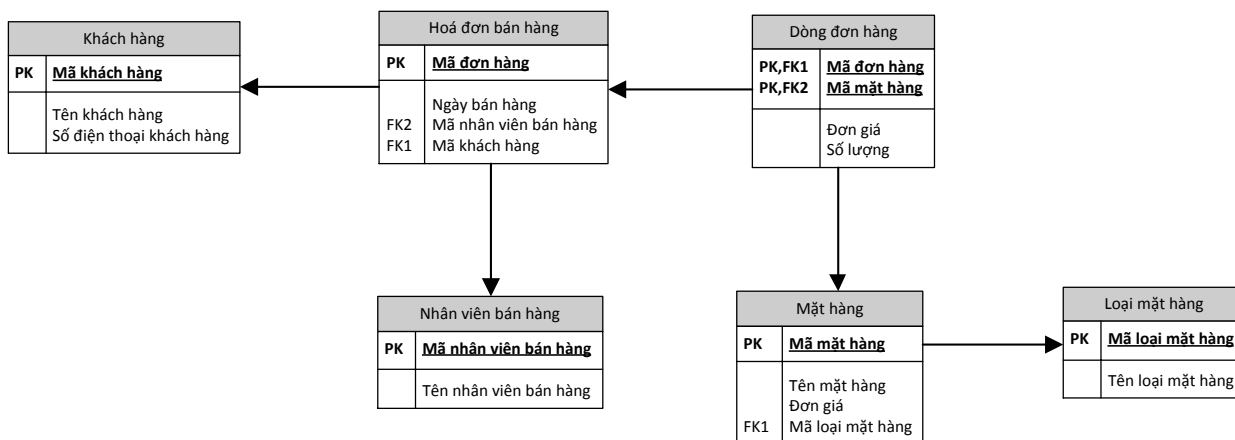 Khách hàng
PK Mã khách hàng
Tên khách hàng
Số điện thoại khách hàng
Hoá đơn bán hàng
PK Mã đơn hàng
Ngày bán hàng
FK2 Mã nhân viên bán hàng
FK1 Mã khách hàng
Dòng đơn hàng
PK,FK1 Mã đơn hàng
PK,FK2 Mã mặt hàng
Đơn giá
Số lượng
Nhân viên bán hàng
PK Mã nhân viên bán hàng
Tên nhân viên bán hàng
Mặt hàng
PK Mã mặt hàng
Tên mặt hàng
Đơn giá
FK1 Mã loại mặt hàng
Loại mặt hàng
PK Mã loại mặt hàng
Tên loại mặt hàng